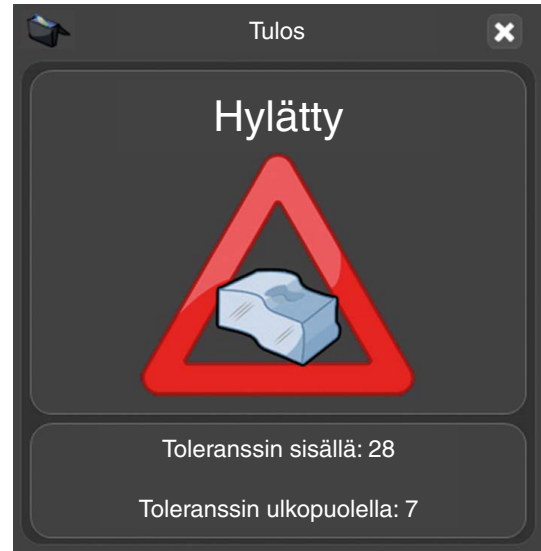 Tulos
Hylätty
Toleranssin sisällä: 28
Toleranssin ulkopuolella: 7